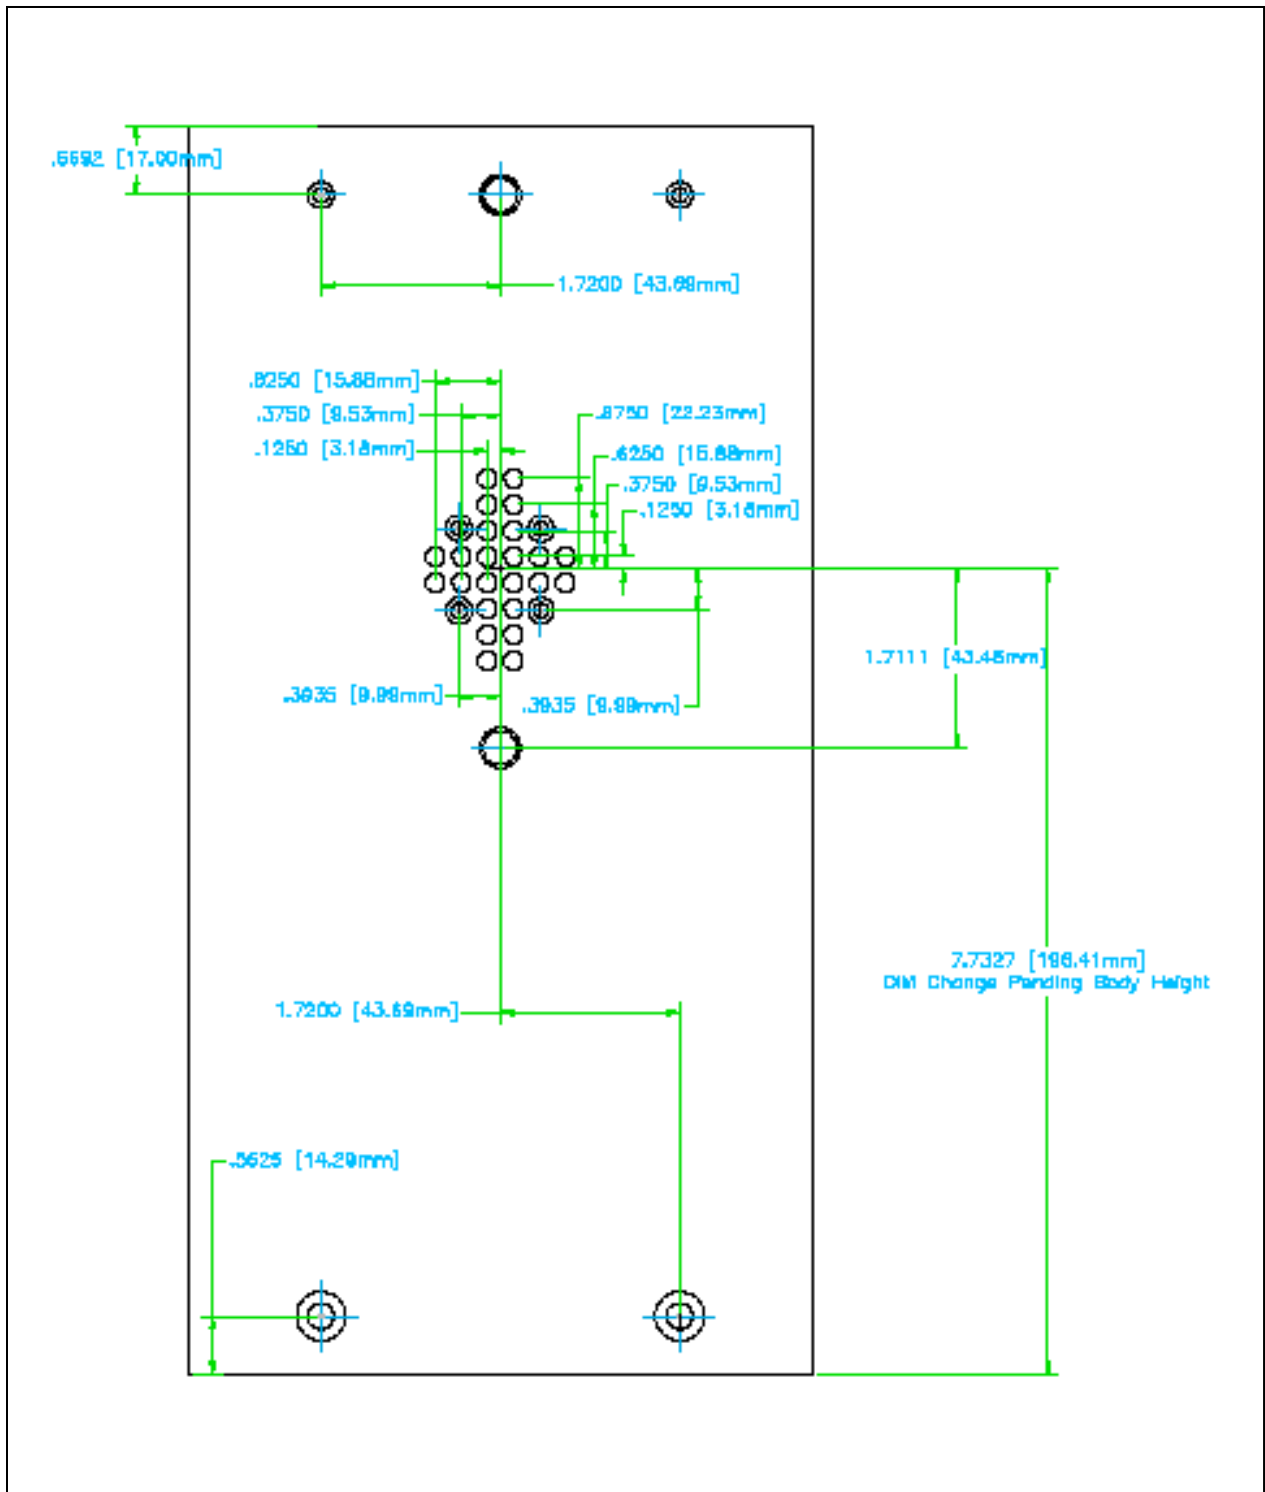 .6692 [17.00mm]
1.7200 [43.69mm]
.6250 [15.88mm]
.3750 [9.53mm]
.1250 [3.18mm]
.8750 [22.23mm]
.6250 [15.88mm]
.3750 [9.53mm]
.1250 [3.18mm]
1.7111 [43.46mm]
.3935 [9.99mm]
.3935 [9.99mm]
7.7327 [196.41mm]
DIM Change Pending Body Height
1.7200 [43.69mm]
.5625 [14.29mm]